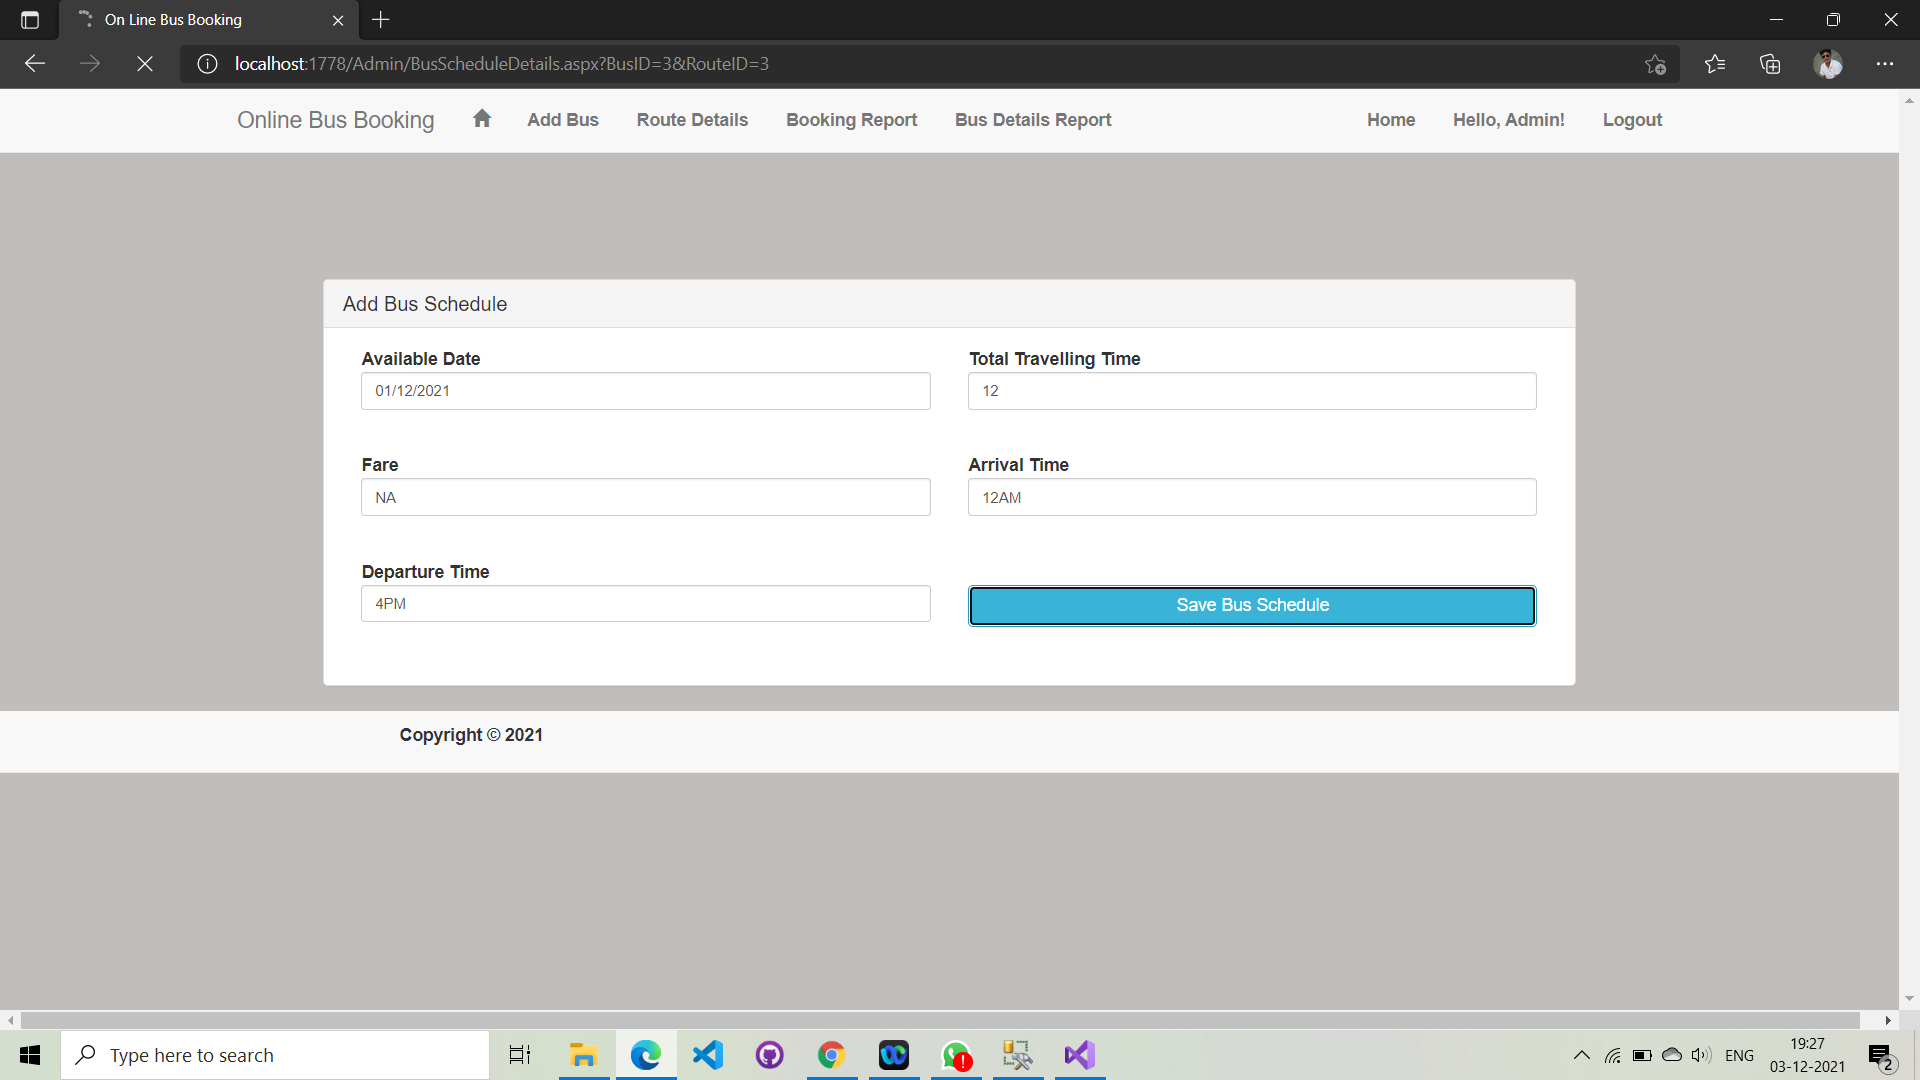 On Line Bus Booking
localhost:1778/Admin/BusScheduleDetails.aspx?BusID=3&RouteID=3
Online Bus Booking Add Bus Route Details Booking Report Bus Details Report Home Hello, Admin! Logout
Add Bus Schedule
Available Date Total Travelling Time
01/12/2021 12
Fare Arrival Time
NA 12AM
Departure Time
4PM Save Bus Schedule
Copyright © 2021
Type here to search ENG 19:27
03-12-2021 2